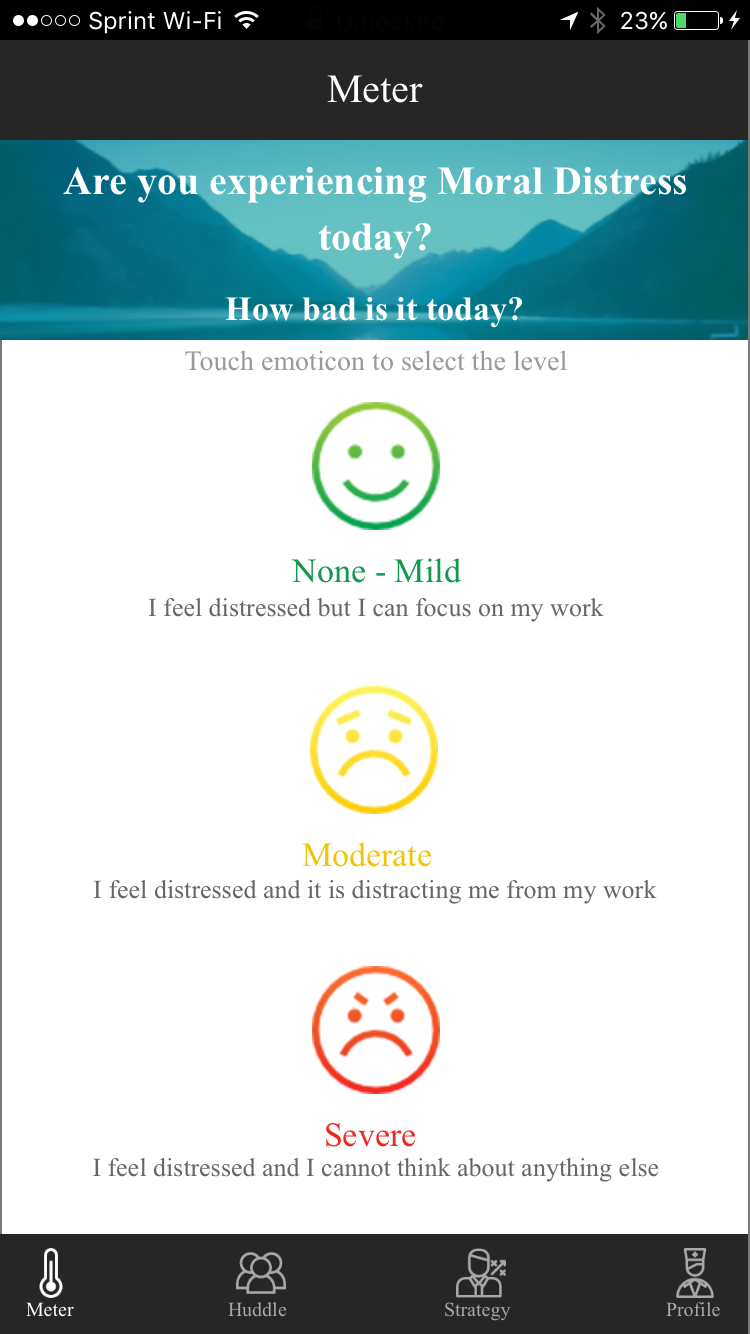 Sprint Wi-Fi Unlocked 23%
Meter
Are you experiencing Moral Distress
today?
How bad is it today?
Touch emoticon to select the level
None - Mild
I feel distressed but I can focus on my work
Moderate
I feel distressed and it is distracting me from my work
Severe
I feel distressed and I cannot think about anything else
Meter Huddle Strategy Profile